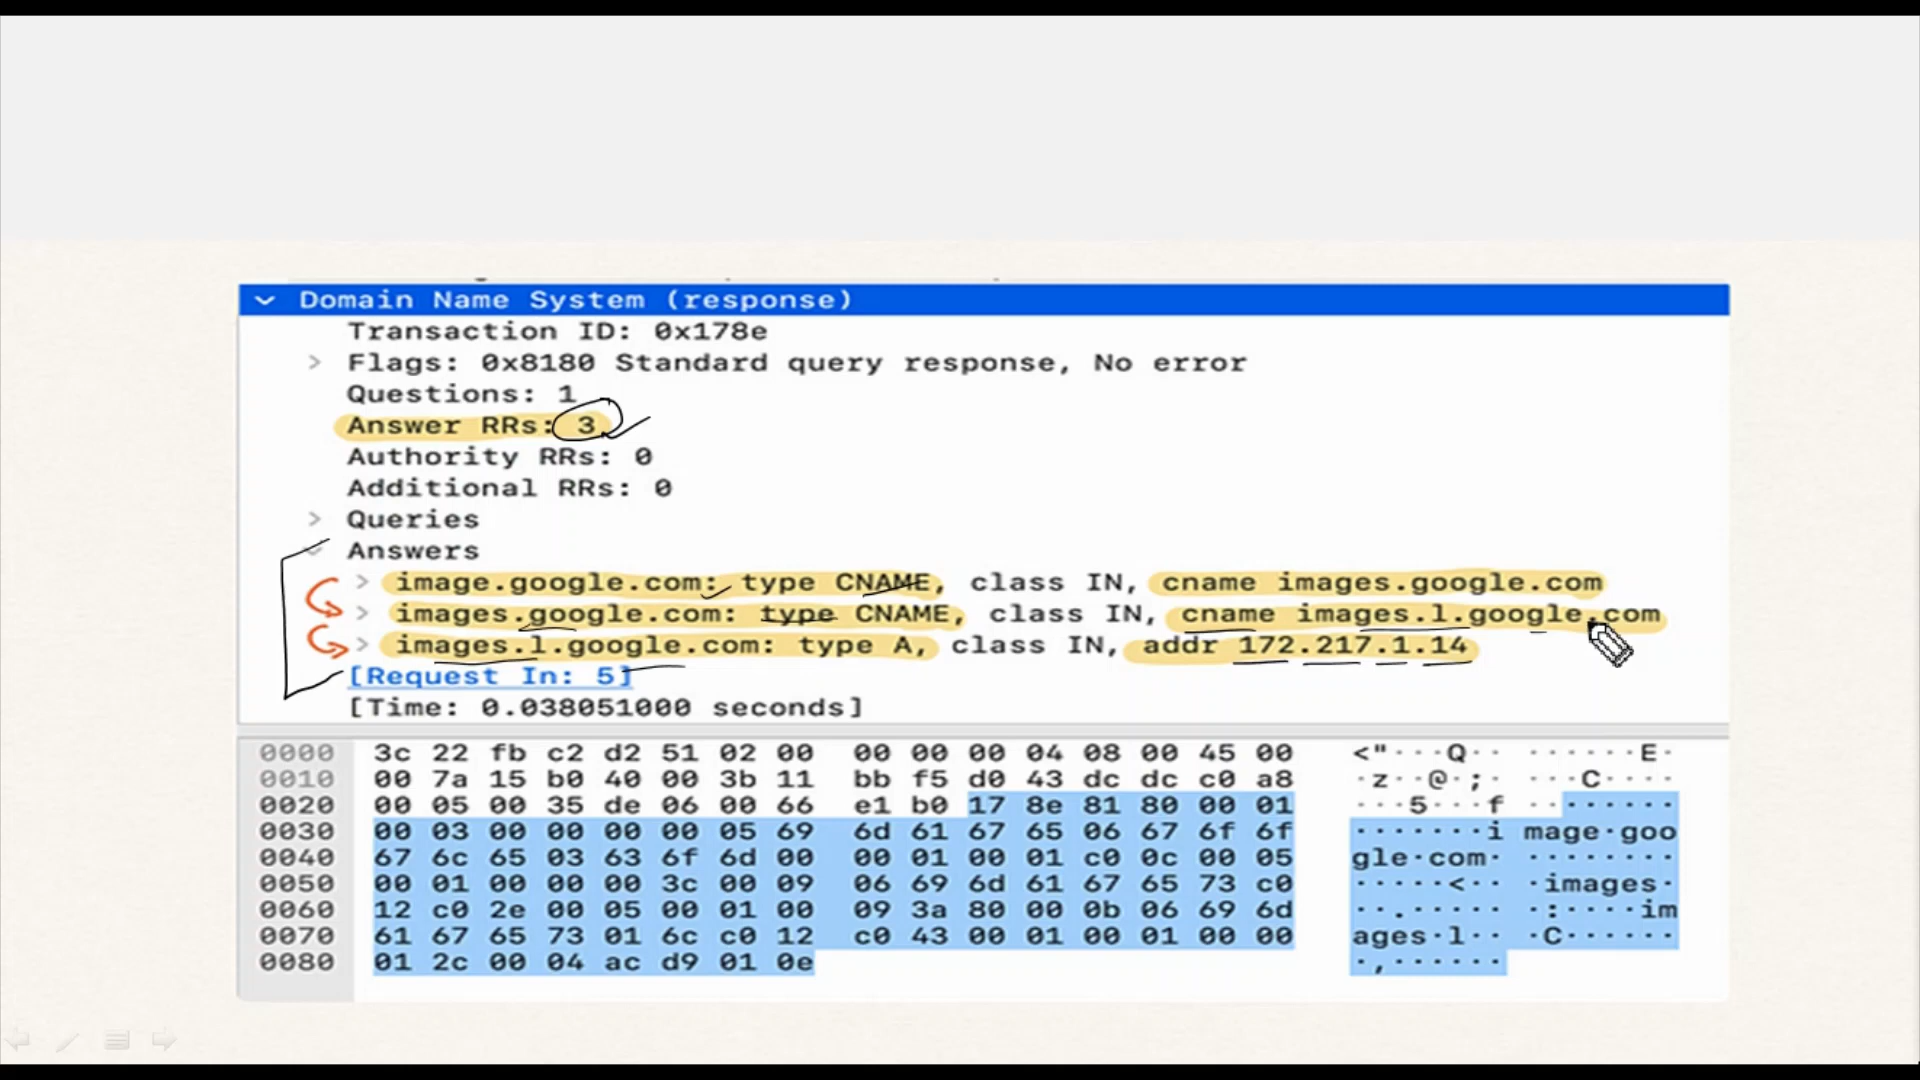 Domain Name System (response)
Transaction ID: 0x178e
Flags: 0x8180 Standard query response, No error
Questions: 1
Answer RRs: 3
Authority RRs: 0
Additional RRs: 0
Queries
Answers
image.google.com: type CNAME, class IN, cname images.google.com
images.google.com: type CNAME, class IN, cname images.l.google.com
images.l.google.com: type A, class IN, addr 172.217.1.14
[Request In: 5]
[Time: 0.038051000 seconds]
0000 3c 22 fb c2 d2 51 02 00 00 00 00 04 08 00 45 00 <"···Q·· ······E·
0010 00 7a 15 b0 40 00 3b 11 bb f5 d0 43 dc dc c0 a8 ·z··@·;· ···C····
0020 00 05 00 35 de 06 00 66 e1 b0 17 8e 81 80 00 01 ···5···f ········
0030 00 03 00 00 00 00 05 69 6d 61 67 65 06 67 6f 6f ·······i mage·goo
0040 67 6c 65 03 63 6f 6d 00 00 01 00 01 c0 0c 00 05 gle·com· ········
0050 00 01 00 00 00 3c 00 09 06 69 6d 61 67 65 73 c0 ·····<·· ·images·
0060 12 c0 2e 00 05 00 01 00 09 3a 80 00 0b 06 69 6d ··.····· ·:····im
0070 61 67 65 73 01 6c c0 12 c0 43 00 01 00 01 00 00 ages·l·· ·C······
0080 01 2c 00 04 ac d9 01 0e ·,······